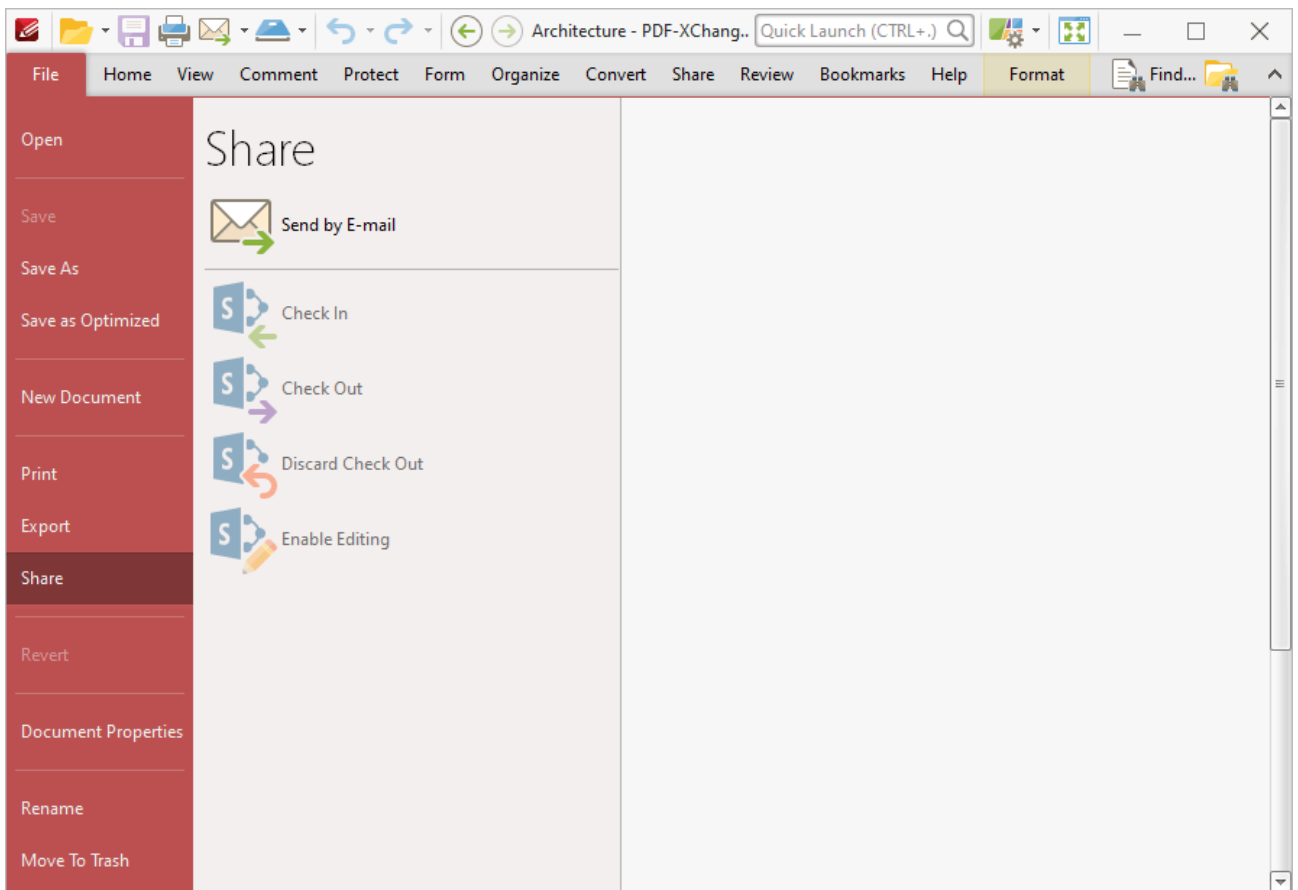 Architecture - PDF-XChang.. Quick Launch (CTRL+.)
File Home View Comment Protect Form Organize Convert Share Review Bookmarks Help Format Find...
Open
Save
Save As
Save as Optimized
New Document
Print
Export
Share
Revert
Document Properties
Rename
Move To Trash
Share
Send by E-mail
S Check In
S Check Out
S Discard Check Out
S Enable Editing